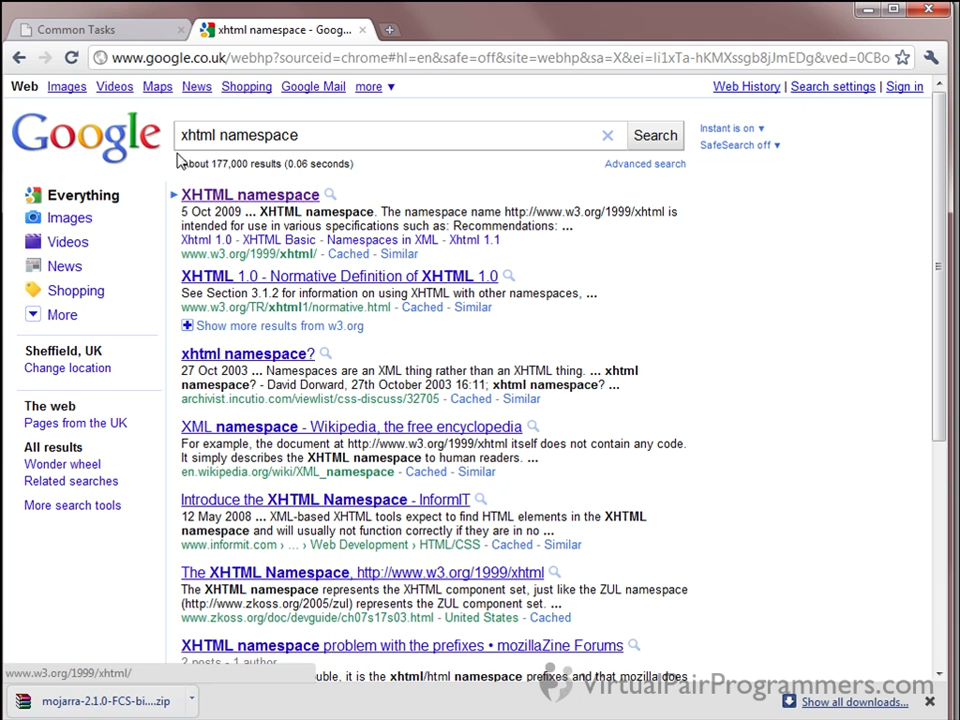 Common Tasks
xhtml namespace - Goog...
www.google.co.uk/webhp?sourceid=chrome#hl=en&safe=off&site=webhp&sa=X&ei=Ii1xTa-hKMXssgb8jJmEDg&ved=0CBo
Web Images Videos Maps News Shopping Google Mail more ▼
Web History | Search settings | Sign in
Google
xhtml namespace
Search
Instant is on ▼
SafeSearch off ▼
About 177,000 results (0.06 seconds)
Advanced search
Everything
Images
Videos
News
Shopping
More
Sheffield, UK
Change location
The web
Pages from the UK
All results
Wonder wheel
Related searches
More search tools
XHTML namespace
5 Oct 2009 ... XHTML namespace. The namespace name http://www.w3.org/1999/xhtml is
intended for use in various specifications such as: Recommendations: ...
Xhtml 1.0 - XHTML Basic - Namespaces in XML - Xhtml 1.1
www.w3.org/1999/xhtml/ - Cached - Similar
XHTML 1.0 - Normative Definition of XHTML 1.0
See Section 3.1.2 for information on using XHTML with other namespaces, ...
www.w3.org/TR/xhtml1/normative.html - Cached - Similar
Show more results from w3.org
xhtml namespace?
27 Oct 2003 ... Namespaces are an XML thing rather than an XHTML thing. ... xhtml
namespace? - David Dorward, 27th October 2003 16:11; xhtml namespace? ...
archivist.incutio.com/viewlist/css-discuss/32705 - Cached - Similar
XML namespace - Wikipedia, the free encyclopedia
For example, the document at http://www.w3.org/1999/xhtml itself does not contain any code.
It simply describes the XHTML namespace to human readers. ...
en.wikipedia.org/wiki/XML_namespace - Cached - Similar
Introduce the XHTML Namespace - InformIT
12 May 2008 ... XML-based XHTML tools expect to find HTML elements in the XHTML
namespace and will usually not function correctly if they are in no ...
www.informit.com › ... › Web Development › HTML/CSS - Cached - Similar
The XHTML Namespace, http://www.w3.org/1999/xhtml
The XHTML namespace represents the XHTML component set, just like the ZUL namespace
(http://www.zkoss.org/2005/zul) represents the ZUL component set. ...
www.zkoss.org/doc/devguide/ch07s17s03.html - United States - Cached
XHTML namespace problem with the prefixes • mozillaZine Forums
2 posts - 1 author
uble, it is the xhtml/html namespace prefixes and that mozilla does
www.w3.org/1999/xhtml/
mojarra-2.1.0-FCS-bi....zip
VirtualPairProgrammers.com
Show all downloads...